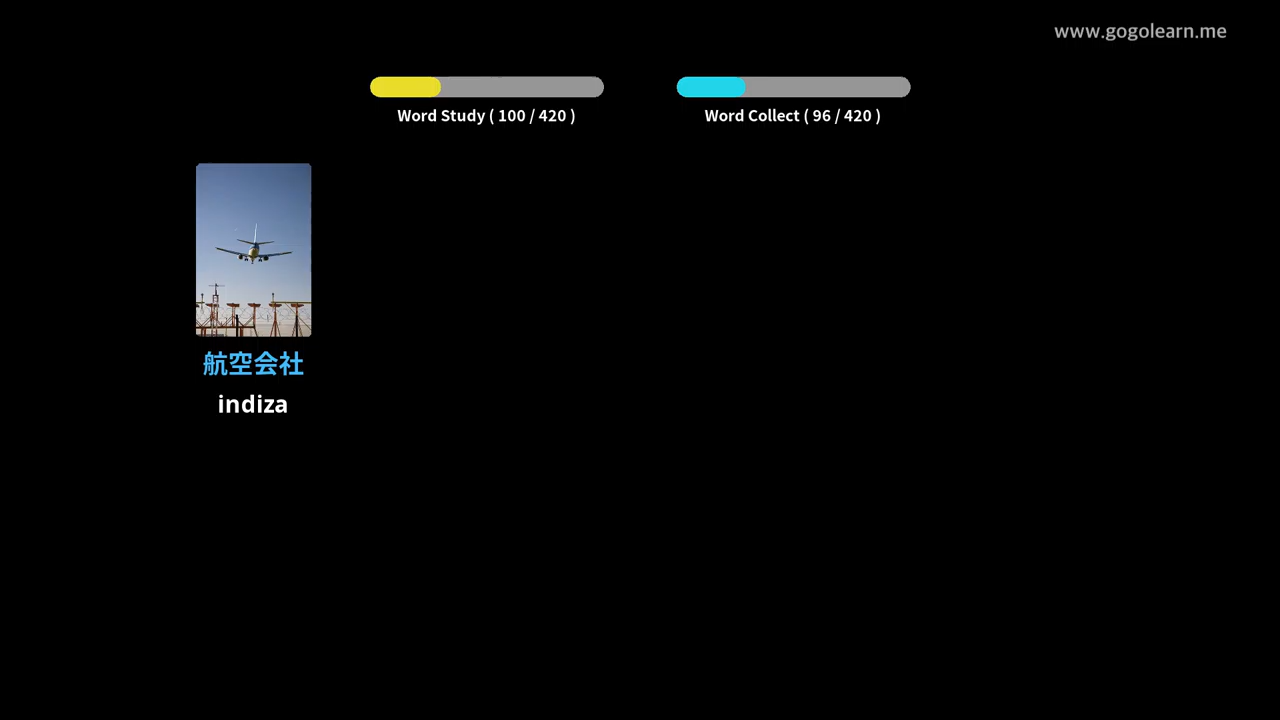 www.gogolearn.me
Word Study ( 100 / 420 )
Word Collect ( 96 / 420 )
航空会社
indiza